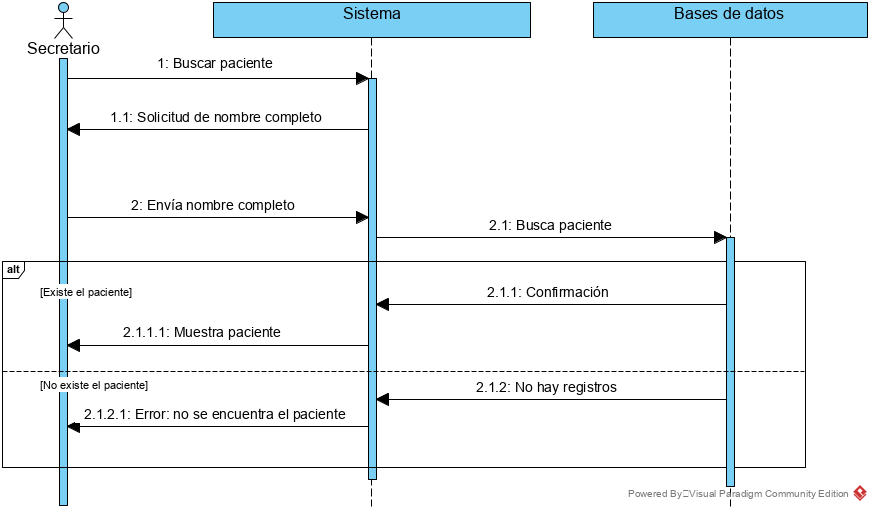 Sistema
Bases de datos
Secretario
1: Buscar paciente
1.1: Solicitud de nombre completo
2: Envía nombre completo
2.1: Busca paciente
alt
[Existe el paciente]
2.1.1: Confirmación
2.1.1.1: Muestra paciente
[No existe el paciente]
2.1.2: No hay registros
2.1.2.1: Error: no se encuentra el paciente
Powered By Visual Paradigm Community Edition